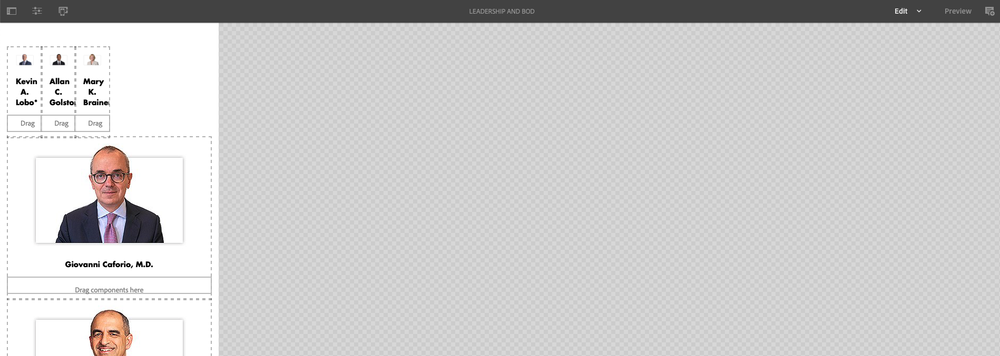 LEADERSHIP AND BOD
Edit
Preview
Kevin
A.
Lobo*
Allan
C.
Mary
K.
Drag
Drag
Drag
Giovanni Caforio, M.D.
Drag components here